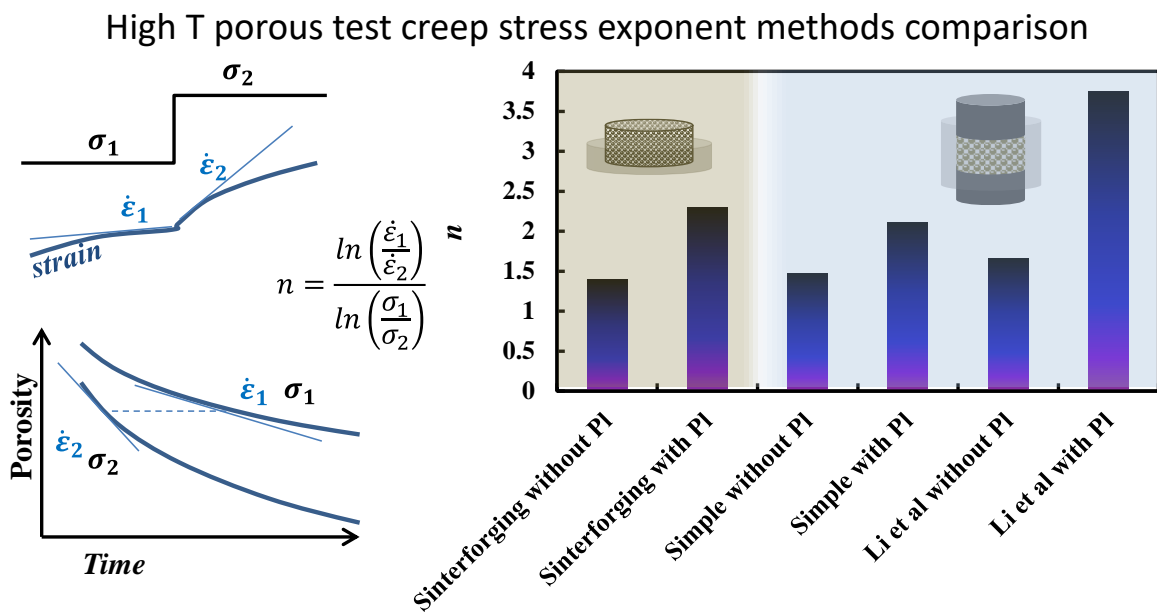 High T porous test creep stress exponent methods comparison
σ₂
σ₁
ε̇₂
ε̇₁
strain
n = ln(ε̇₁/ε̇₂) / ln(σ₁/σ₂)
Porosity
ε̇₁ σ₁
ε̇₂ σ₂
Time
n
4
3.5
3
2.5
2
1.5
1
0.5
0
Sinterforging without Pl
Sinterforging with Pl
Simple without Pl
Simple with Pl
Li et al without Pl
Li et al with Pl